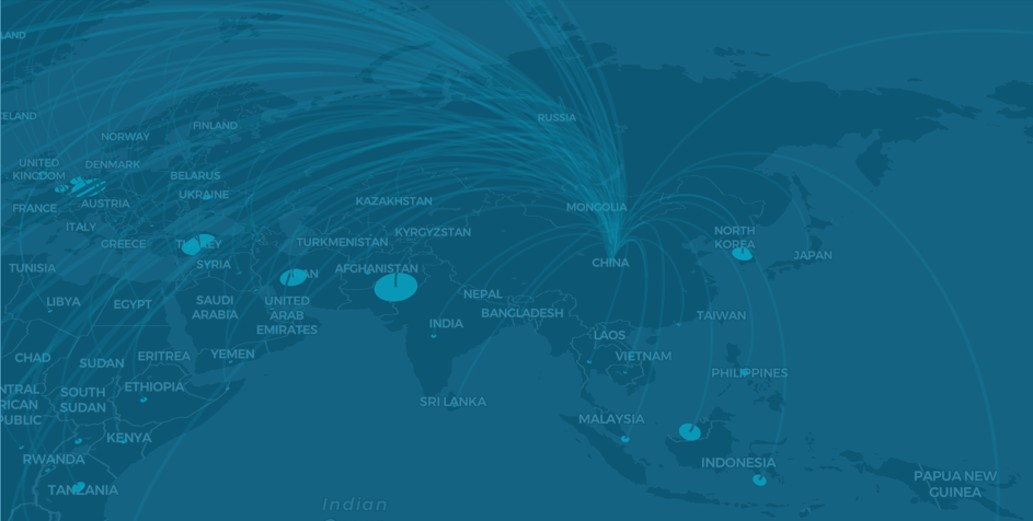 LAND
ELAND
NORWAY
FINLAND
RUSSIA
UNITED
KINGDOM
DENMARK
BELARUS
UKRAINE
FRANCE
AUSTRIA
KAZAKHSTAN
MONGOLIA
ITALY
GREECE
TURKEY
TURKMENISTAN
KYRGYZSTAN
NORTH
KOREA
JAPAN
TUNISIA
SYRIA
AN
AFGHANISTAN
CHINA
LIBYA
EGYPT
SAUDI
ARABIA
UNITED
ARAB
EMIRATES
NEPAL
BANGLADESH
INDIA
TAIWAN
LAOS
VIETNAM
CHAD
SUDAN
ERITREA
YEMEN
PHILIPPINES
NTRAL
RICAN
PUBLIC
SOUTH
SUDAN
ETHIOPIA
SRI LANKA
MALAYSIA
KENYA
RWANDA
INDONESIA
TANZANIA
PAPUA NEW
GUINEA
Indian